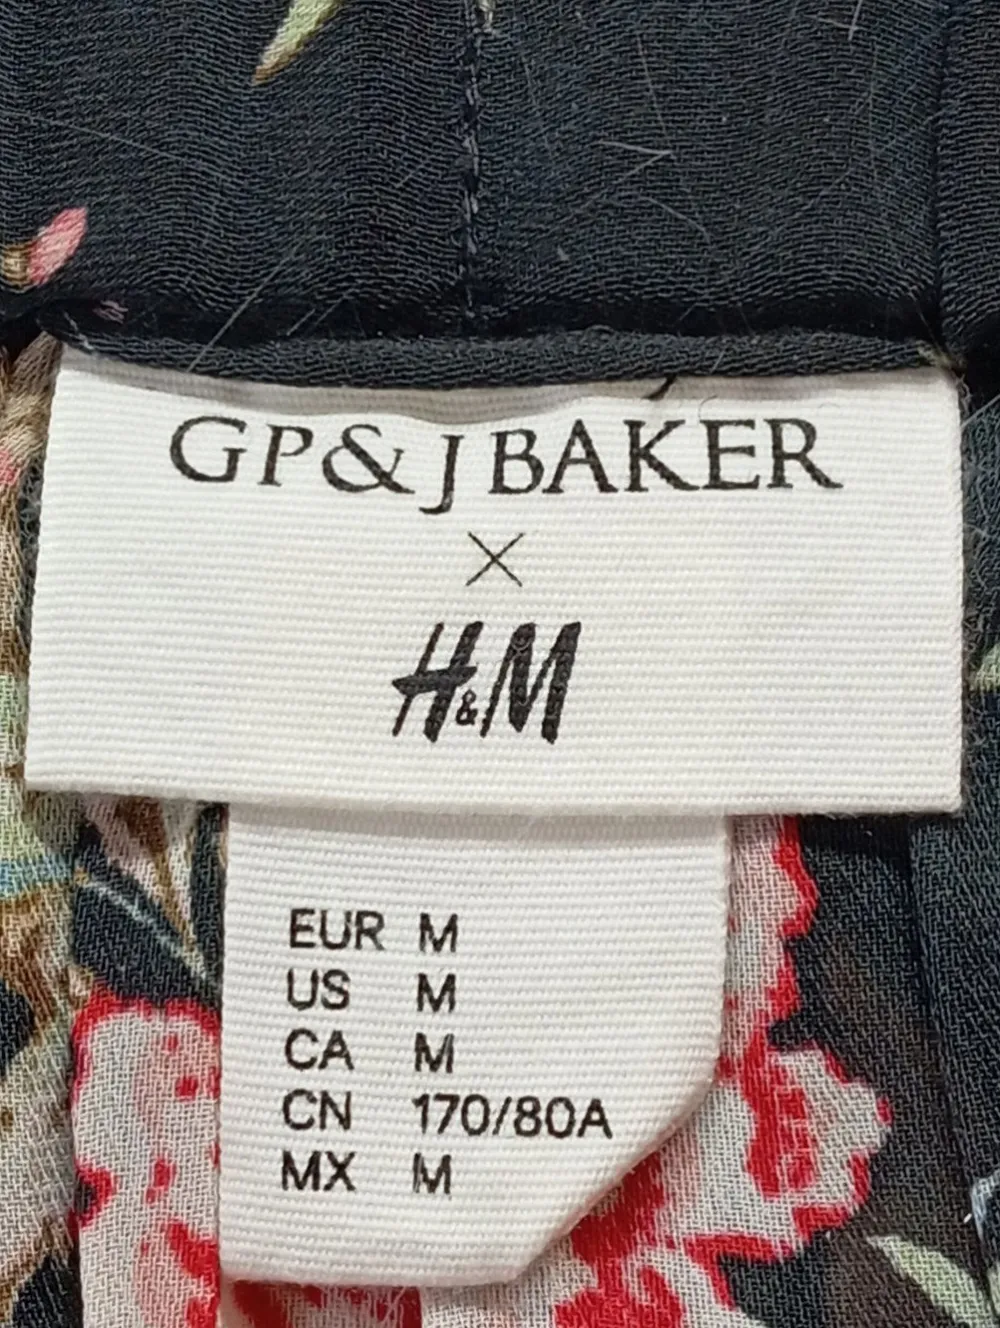 GP&J BAKER
×
H&M
EUR M
US M
CA M
CN 170/80A
MX M